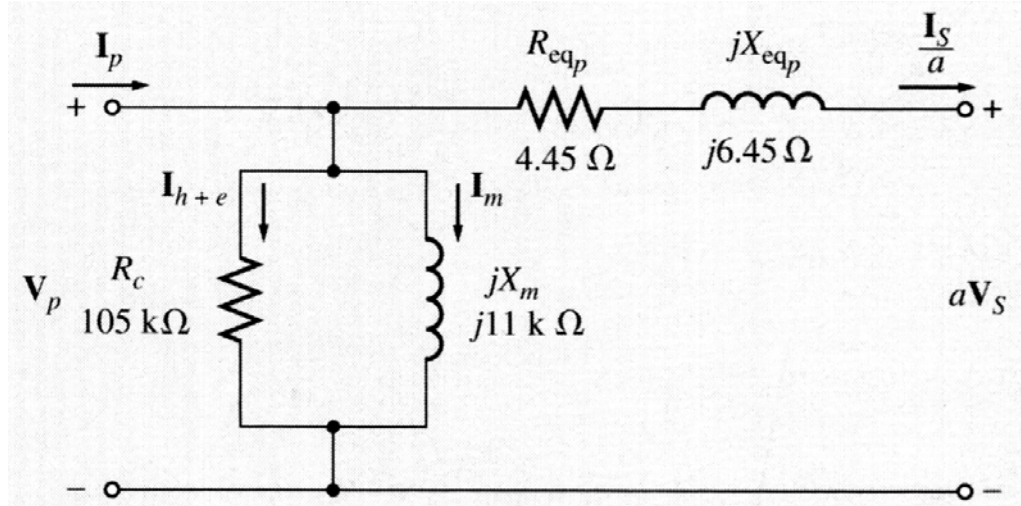 I_p
R_eq_p
jX_eq_p
I_S
a
+
+
4.45 Ω
j6.45 Ω
I_h + e
I_m
V_p
R_c
105 kΩ
jX_m
j11 k Ω
aV_S
−
−